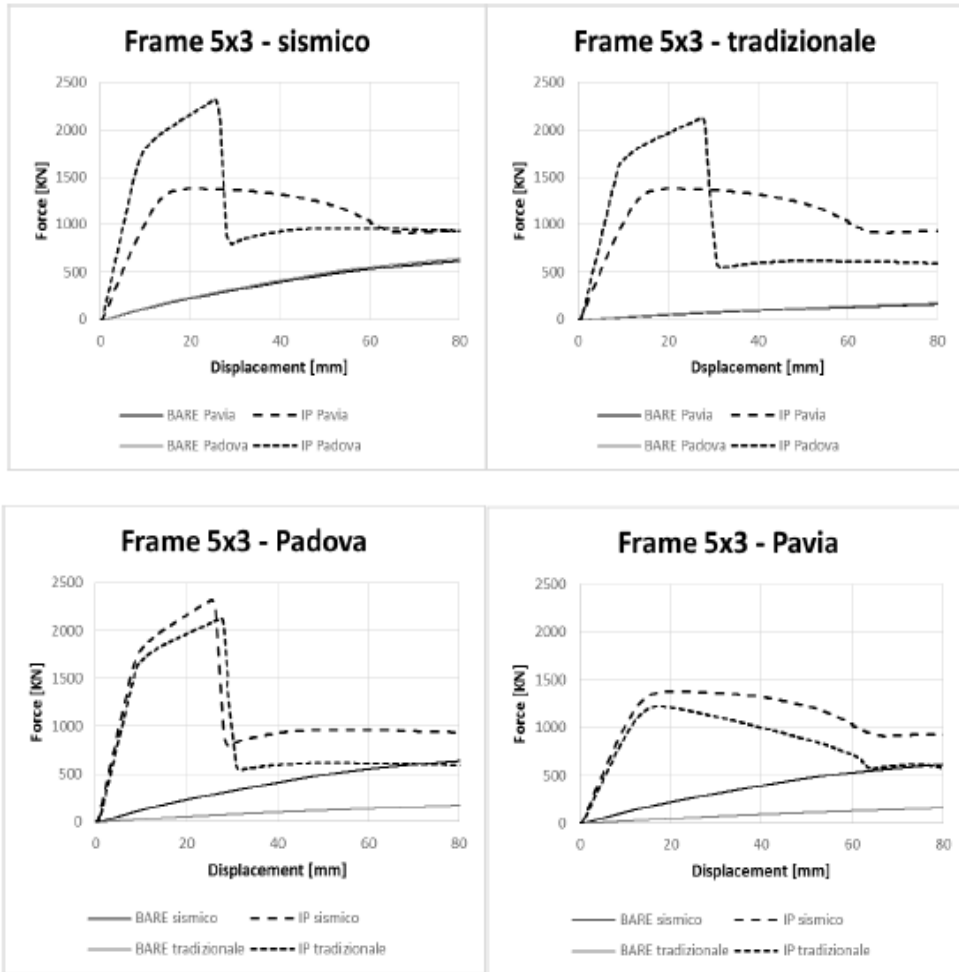 Frame 5x3 - sismico
2500
2000
1500
1000
500
0
Force [KN]
0 20 40 60 80
Displacement [mm]
BARE Pavia IP Pavia
BARE Padova IP Padova
Frame 5x3 - tradizionale
2500
2000
1500
1000
500
0
Force [KN]
0 20 40 60 80
Dsplacement [mm]
BARE Pavia IP Pavia
BARE Padova IP Padova
Frame 5x3 - Padova
2500
2000
1500
1000
500
0
Force [KN]
0 20 40 60 80
Displacement [mm]
BARE sismico IP sismico
BARE tradizionale IP tradizionale
Frame 5x3 - Pavia
2500
2000
1500
1000
500
0
Force [KN]
0 20 40 60 80
Displacement [mm]
BARE sismico IP sismico
BARE tradizionale IP tradizionale